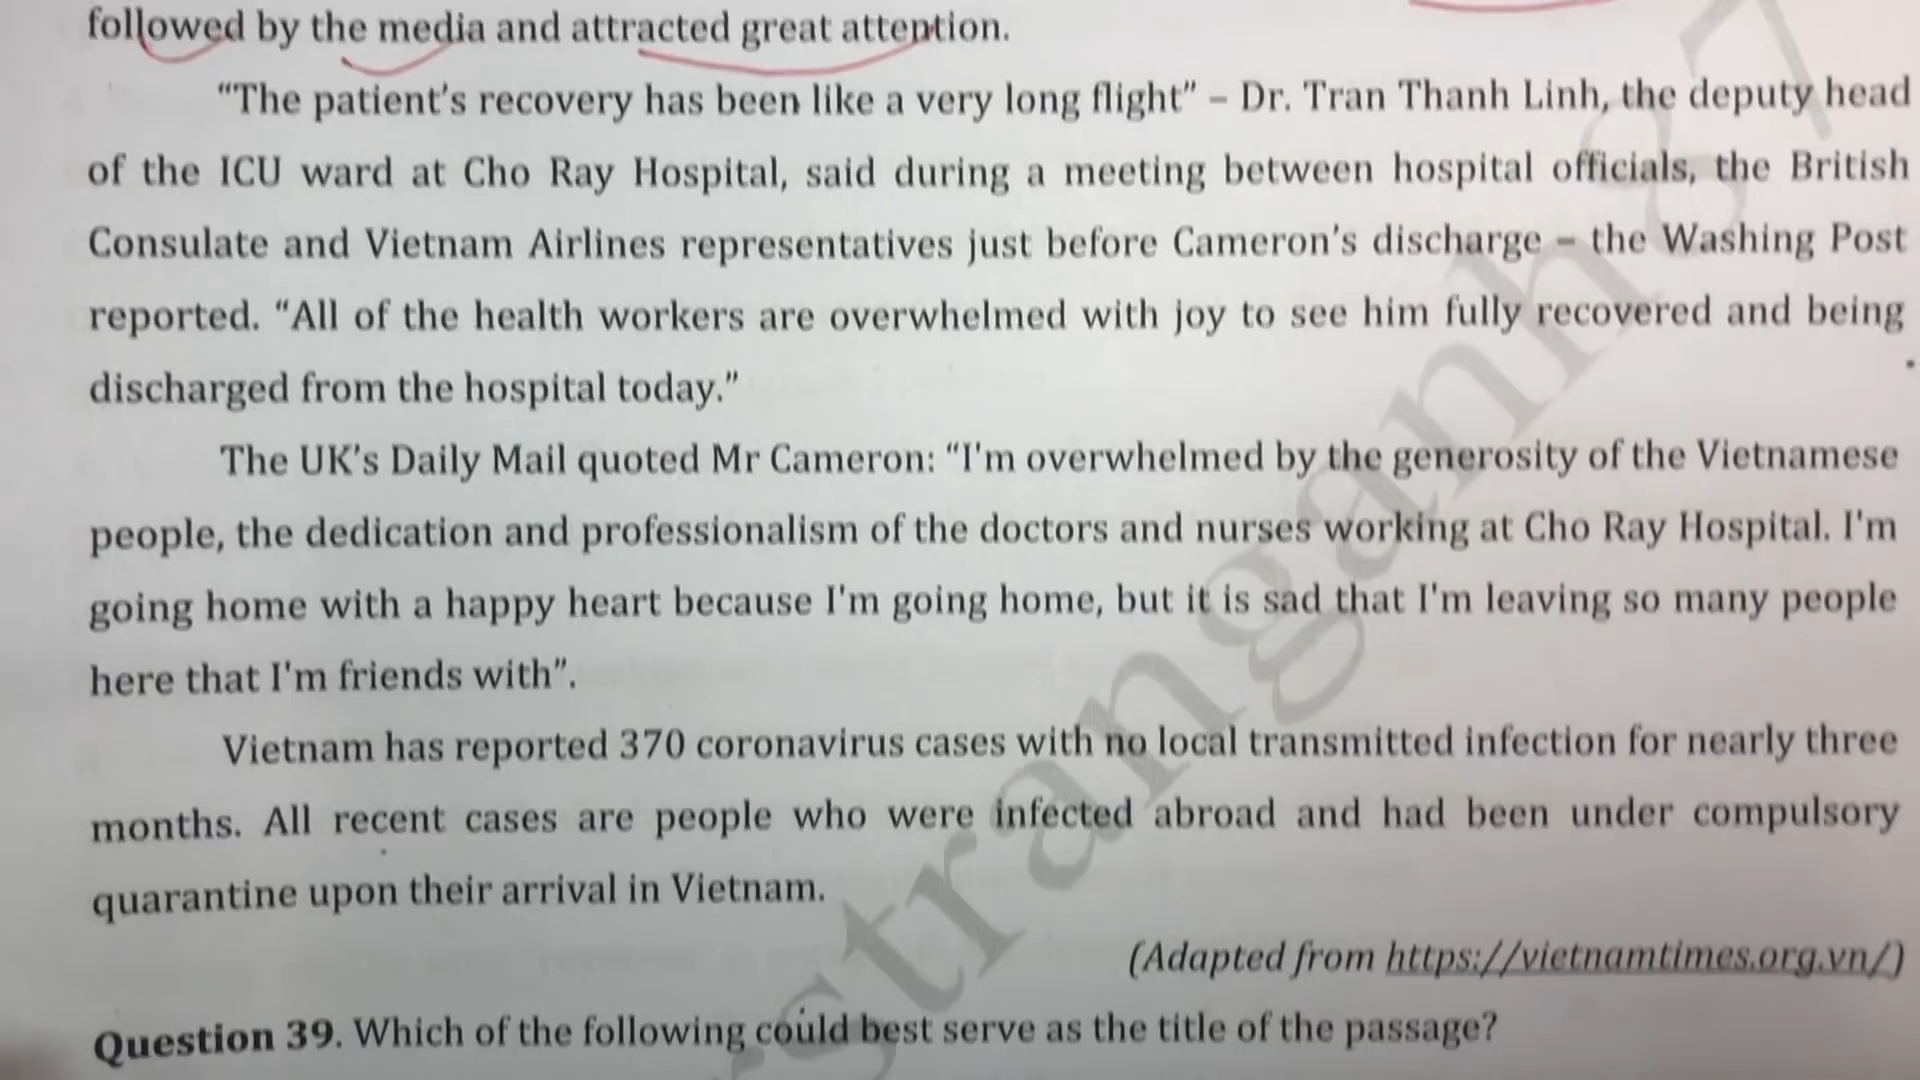 followed by the media and attracted great attention.
“The patient's recovery has been like a very long flight” – Dr. Tran Thanh Linh, the deputy head
of the ICU ward at Cho Ray Hospital, said during a meeting between hospital officials, the British
Consulate and Vietnam Airlines representatives just before Cameron's discharge – the Washing Post
reported. “All of the health workers are overwhelmed with joy to see him fully recovered and being
discharged from the hospital today.”
The UK's Daily Mail quoted Mr Cameron: “I'm overwhelmed by the generosity of the Vietnamese
people, the dedication and professionalism of the doctors and nurses working at Cho Ray Hospital. I'm
going home with a happy heart because I'm going home, but it is sad that I'm leaving so many people
here that I'm friends with”.
Vietnam has reported 370 coronavirus cases with no local transmitted infection for nearly three
months. All recent cases are people who were infected abroad and had been under compulsory
quarantine upon their arrival in Vietnam.
(Adapted from https://vietnamtimes.org.vn/)
Question 39. Which of the following could best serve as the title of the passage?
stranganh87